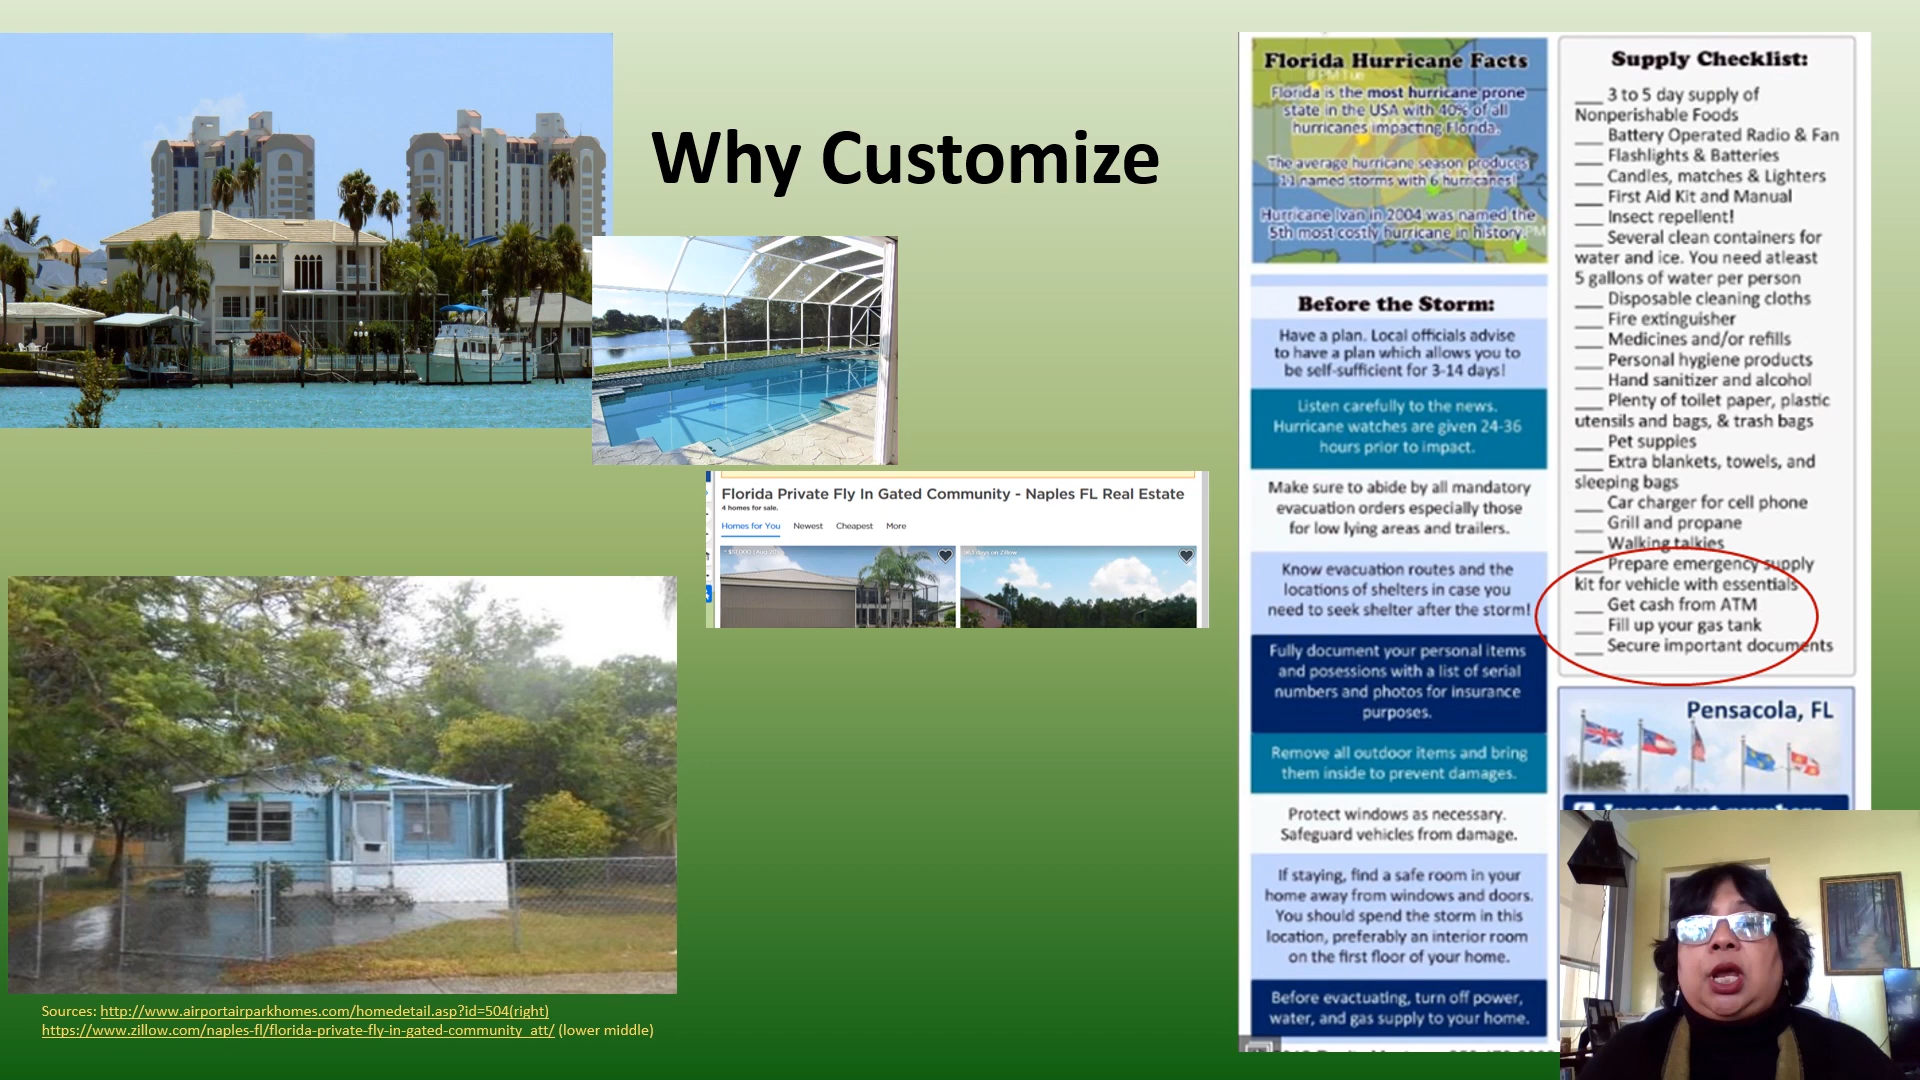 Why Customize
Florida Private Fly In Gated Community - Naples FL Real Estate
4 homes for sale.
Homes for You Newest Cheapest More
Sources: http://www.airportairparkhomes.com/homedetail.asp?id=504(right)
https://www.zillow.com/naples-fl/florida-private-fly-in-gated-community_att/ (lower middle)
Florida Hurricane Facts
8 PM Tue
Florida is the most hurricane prone
state in the USA with 40% of all
hurricanes impacting Florida.
The average hurricane season produces
11 named storms with 6 hurricanes!
Hurricane Ivan in 2004 was named the
5th most costly hurricane in history.
Before the Storm:
Have a plan. Local officials advise
to have a plan which allows you to
be self-sufficient for 3-14 days!
Listen carefully to the news.
Hurricane watches are given 24-36
hours prior to impact.
Make sure to abide by all mandatory
evacuation orders especially those
for low lying areas and trailers.
Know evacuation routes and the
locations of shelters in case you
need to seek shelter after the storm!
Fully document your personal items
and posessions with a list of serial
numbers and photos for insurance
purposes.
Remove all outdoor items and bring
them inside to prevent damages.
Protect windows as necessary.
Safeguard vehicles from damage.
If staying, find a safe room in your
home away from windows and doors.
You should spend the storm in this
location, preferably an interior room
on the first floor of your home.
Before evactuating, turn off power,
water, and gas supply to your home.
Supply Checklist:
___ 3 to 5 day supply of
Nonperishable Foods
___ Battery Operated Radio & Fan
___ Flashlights & Batteries
___ Candles, matches & Lighters
___ First Aid Kit and Manual
___ Insect repellent!
___ Several clean containers for
water and ice. You need atleast
5 gallons of water per person
___ Disposable cleaning cloths
___ Fire extinguisher
___ Medicines and/or refills
___ Personal hygiene products
___ Hand sanitizer and alcohol
___ Plenty of toilet paper, plastic
utensils and bags, & trash bags
___ Pet supplies
___ Extra blankets, towels, and
sleeping bags
___ Car charger for cell phone
___ Grill and propane
___ Walking talkies
___ Prepare emergency supply
kit for vehicle with essentials
___ Get cash from ATM
___ Fill up your gas tank
___ Secure important documents
Pensacola, FL
Important numbers